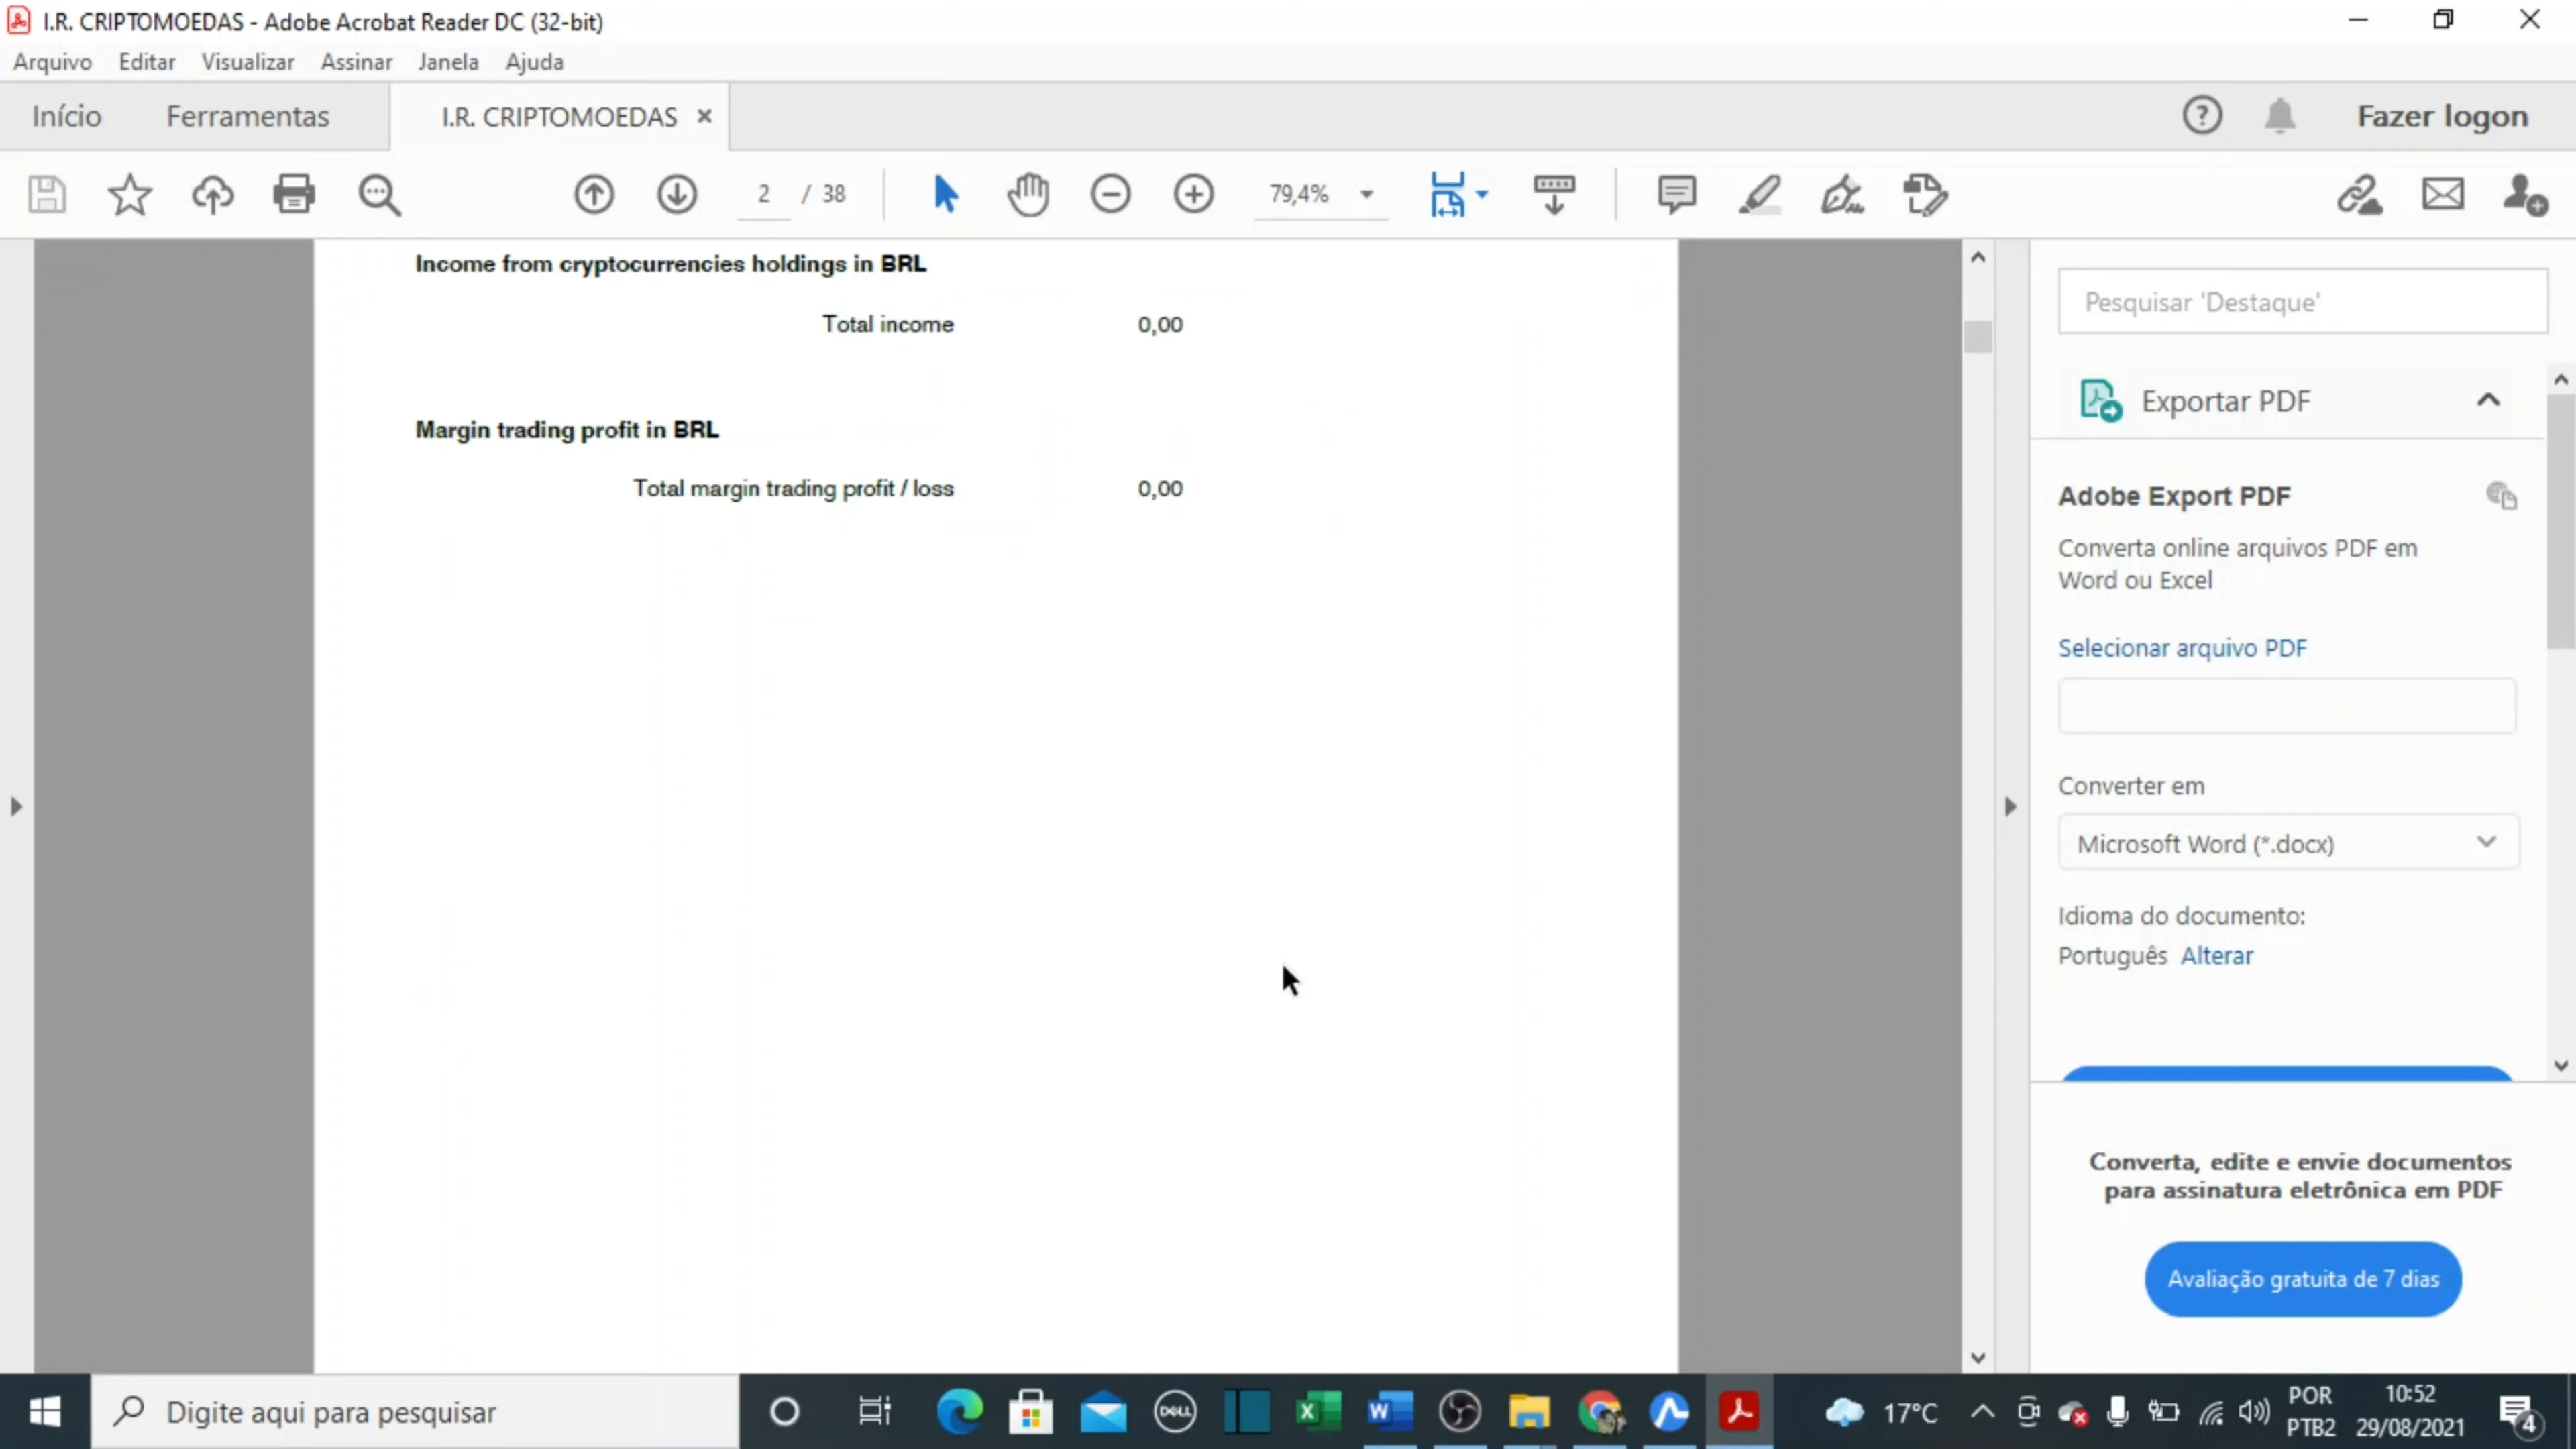 I.R. CRIPTOMOEDAS - Adobe Acrobat Reader DC (32-bit)
Arquivo Editar Visualizar Assinar Janela Ajuda
Início Ferramentas I.R. CRIPTOMOEDAS × Fazer logon
2 / 38 79,4%
Income from cryptocurrencies holdings in BRL
Total income 0,00
Margin trading profit in BRL
Total margin trading profit / loss 0,00
Pesquisar 'Destaque'
Exportar PDF
Adobe Export PDF
Converta online arquivos PDF em
Word ou Excel
Selecionar arquivo PDF
Converter em
Microsoft Word (*.docx)
Idioma do documento:
Português Alterar
Converta, edite e envie documentos
para assinatura eletrônica em PDF
Avaliação gratuita de 7 dias
Digite aqui para pesquisar
DELL
17°C
POR
PTB2
10:52
29/08/2021
4